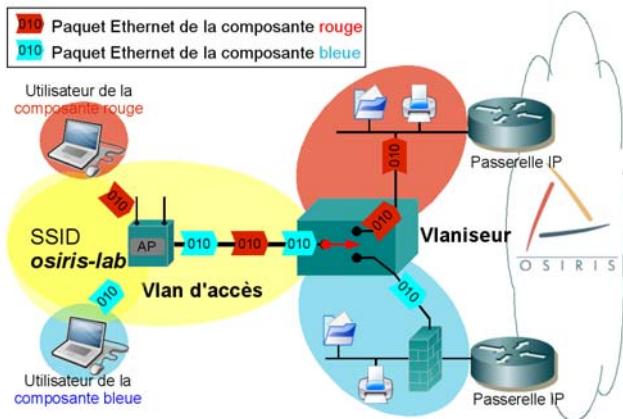 010 Paquet Ethernet de la composante rouge
010 Paquet Ethernet de la composante bleue
Utilisateur de la
composante rouge
010
010
Passerelle IP
010
SSID
osiris-lab
AP
010
010
010
Vlaniseur
OSIRIS
Vlan d'accès
010
010
Utilisateur de la
composante bleue
Passerelle IP